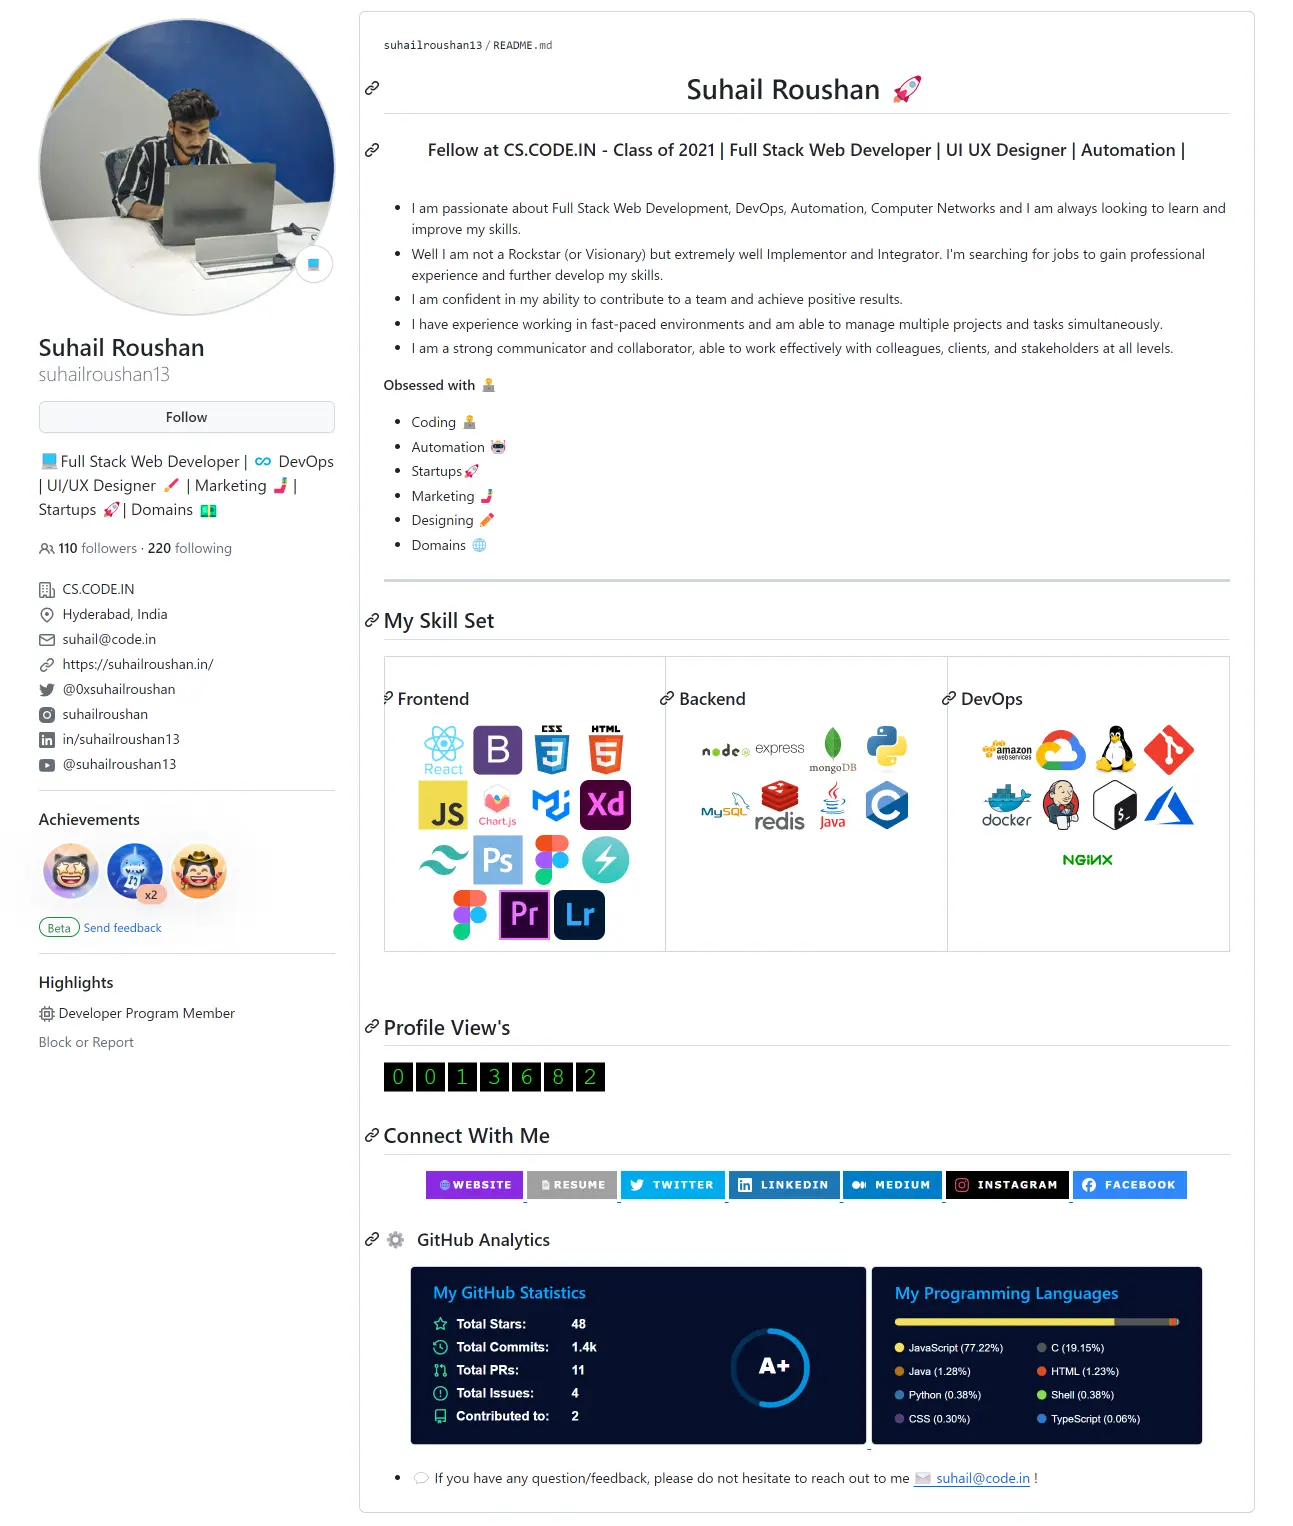 Suhail Roushan
suhailroushan13
Follow
Full Stack Web Developer | DevOps
| UI/UX Designer | Marketing |
Startups | Domains
110 followers · 220 following
CS.CODE.IN
Hyderabad, India
suhail@code.in
https://suhailroushan.in/
@0xsuhailroushan
suhailroushan
in/suhailroushan13
@suhailroushan13
Achievements
x2
Beta Send feedback
Highlights
Developer Program Member
Block or Report
suhailroushan13/README.md
Suhail Roushan
Fellow at CS.CODE.IN - Class of 2021 | Full Stack Web Developer | UI UX Designer | Automation |
I am passionate about Full Stack Web Development, DevOps, Automation, Computer Networks and I am always looking to learn and
improve my skills.
Well I am not a Rockstar (or Visionary) but extremely well Implementor and Integrator. I'm searching for jobs to gain professional
experience and further develop my skills.
I am confident in my ability to contribute to a team and achieve positive results.
I have experience working in fast-paced environments and am able to manage multiple projects and tasks simultaneously.
I am a strong communicator and collaborator, able to work effectively with colleagues, clients, and stakeholders at all levels.
Obsessed with
Coding
Automation
Startups
Marketing
Designing
Domains
My Skill Set
Frontend
React B CSS 3 HTML 5
JS Chart.js Xd
Ps
Pr Lr
Backend
node express mongoDB
MySQL redis Java C
DevOps
amazon webservices
docker $_
NGINX
Profile View's
0013682
Connect With Me
WEBSITE RESUME TWITTER LINKEDIN MEDIUM INSTAGRAM FACEBOOK
GitHub Analytics
My GitHub Statistics
Total Stars: 48
Total Commits: 1.4k
Total PRs: 11
Total Issues: 4
Contributed to: 2
A+
My Programming Languages
JavaScript (77.22%) C (19.15%)
Java (1.28%) HTML (1.23%)
Python (0.38%) Shell (0.38%)
CSS (0.30%) TypeScript (0.06%)
If you have any question/feedback, please do not hesitate to reach out to me suhail@code.in !